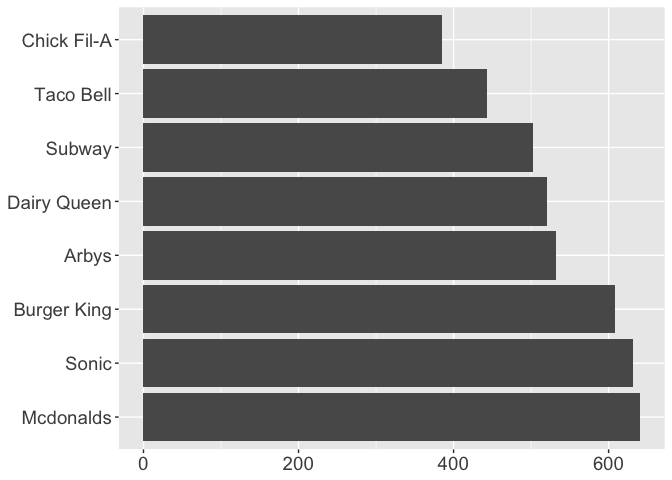 Chick Fil-A
Taco Bell
Subway
Dairy Queen
Arbys
Burger King
Sonic
Mcdonalds
0 200 400 600